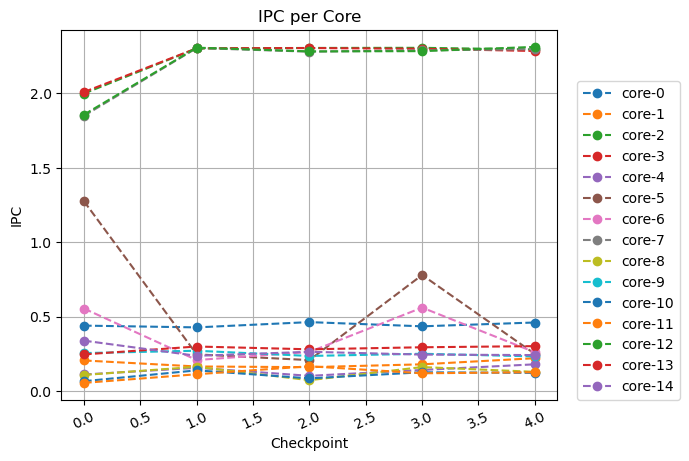 IPC per Core
IPC
2.0
1.5
1.0
0.5
0.0
0.0
0.5
1.0
1.5
2.0
2.5
3.0
3.5
4.0
Checkpoint
core-0
core-1
core-2
core-3
core-4
core-5
core-6
core-7
core-8
core-9
core-10
core-11
core-12
core-13
core-14